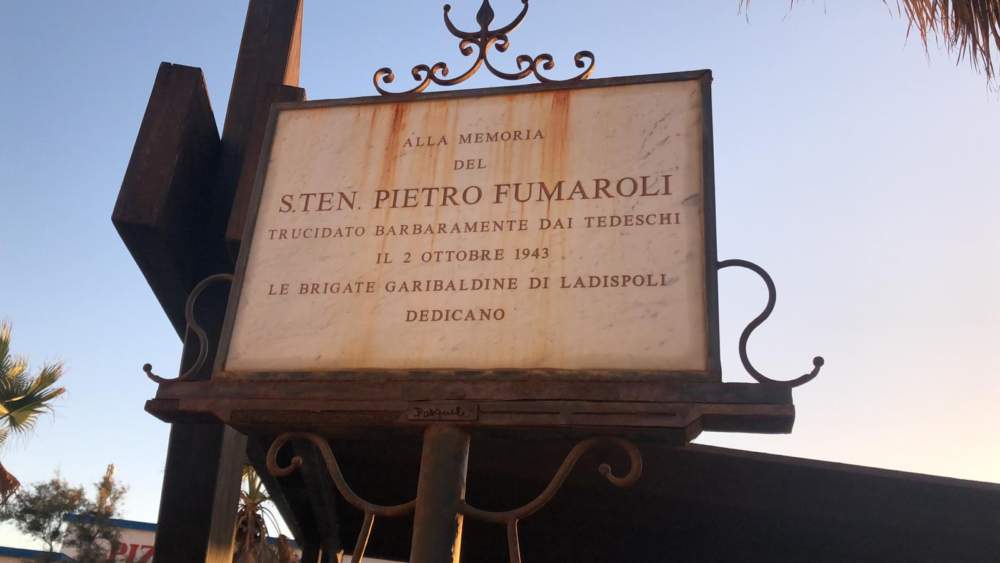 ALLA MEMORIA
DEL
S.TEN. PIETRO FUMAROLI
TRUCIDATO BARBARAMENTE DAI TEDESCHI
IL 2 OTTOBRE 1943
LE BRIGATE GARIBALDINE DI LADISPOLI
DEDICANO